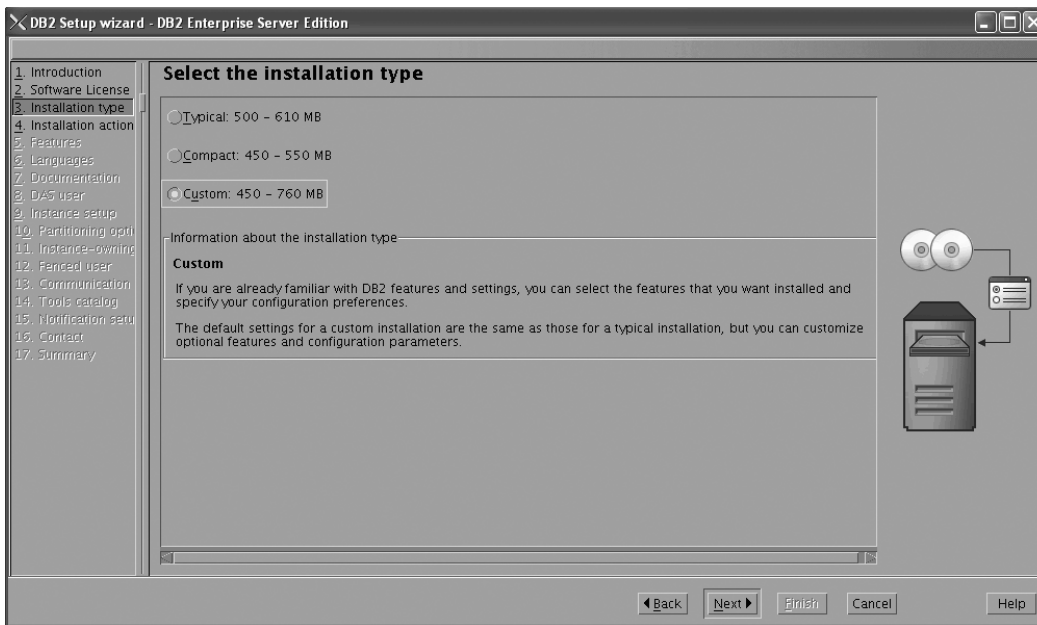 DB2 Setup wizard - DB2 Enterprise Server Edition
1. Introduction
2. Software License
3. Installation type
4. Installation action
5. Features
6. Languages
7. Documentation
8. DAS user
9. Instance setup
10. Partitioning opti
11. Instance-owning
12. Fenced user
13. Communication
14. Tools catalog
15. Notification setu
16. Contact
17. Summary
Select the installation type
Typical: 500 - 610 MB
Compact: 450 - 550 MB
Custom: 450 - 760 MB
Information about the installation type
Custom
If you are already familiar with DB2 features and settings, you can select the features that you want installed and
specify your configuration preferences.
The default settings for a custom installation are the same as those for a typical installation, but you can customize
optional features and configuration parameters.
Back
Next
Finish
Cancel
Help